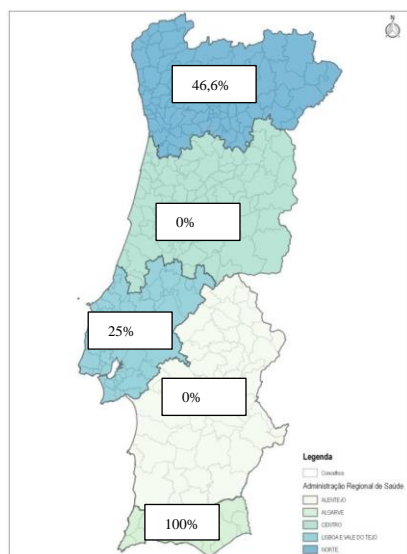 46,6%
0%
25%
0%
100%
Legenda
Concelhos
Administração Regional de Saúde
ALENTEJO
ALGARVE
CENTRO
LISBOA E VALE DO TEJO
NORTE